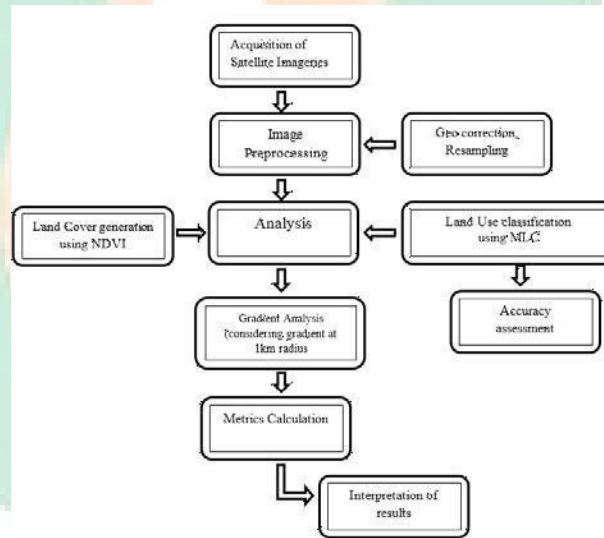 Acquisition of
Satellite Imageries
Image
Preprocessing
Geo correction,
Resampling
Land Cover generation
using NDVI
Analysis
Land Use classification
using MLC
Gradient Analysis
[considering gradient at
1km radius
Accuracy
assessment
Metrics Calculation
Interpretation of
results